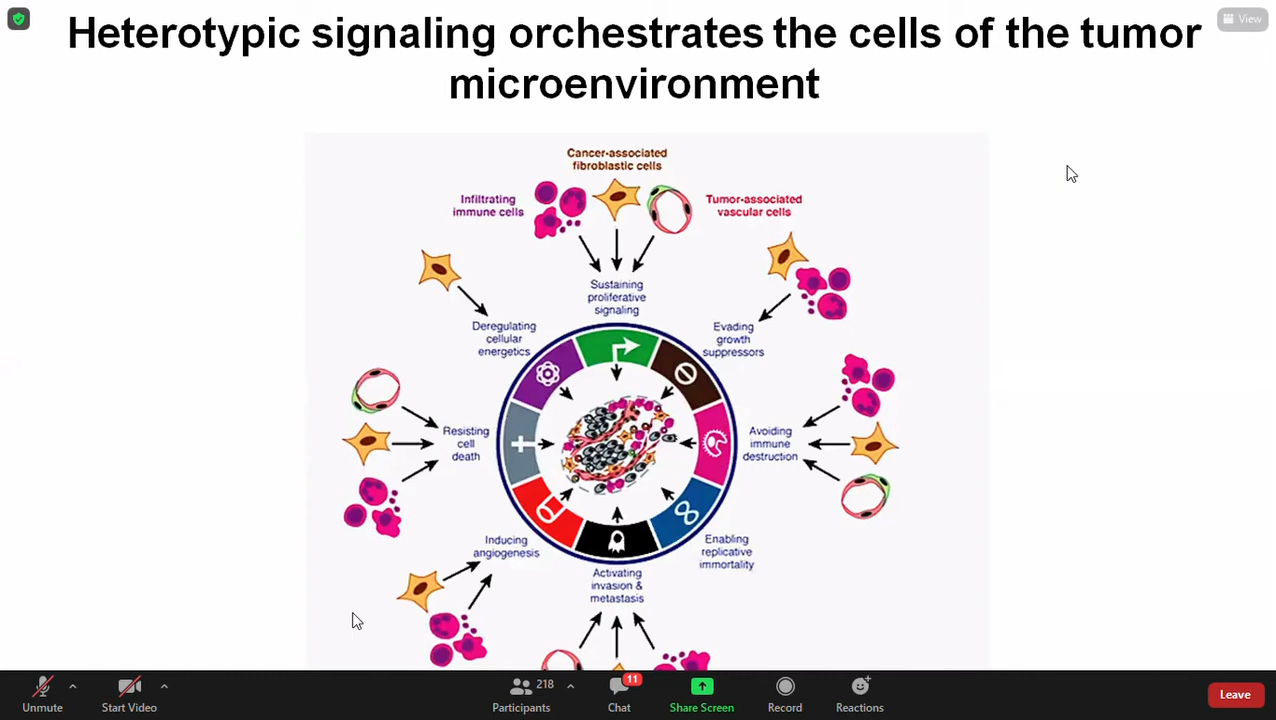 View
Heterotypic signaling orchestrates the cells of the tumor
microenvironment
Cancer-associated
fibroblastic cells
Infiltrating
immune cells
Tumor-associated
vascular cells
Sustaining
proliferative
signaling
Deregulating
cellular
energetics
Evading
growth
suppressors
Resisting
cell
death
Avoiding
immune
destruction
Inducing
angiogenesis
Enabling
replicative
immortality
Activating
invasion &
metastasis
218
11
Unmute
Start Video
Participants
Chat
Share Screen
Record
Reactions
Leave